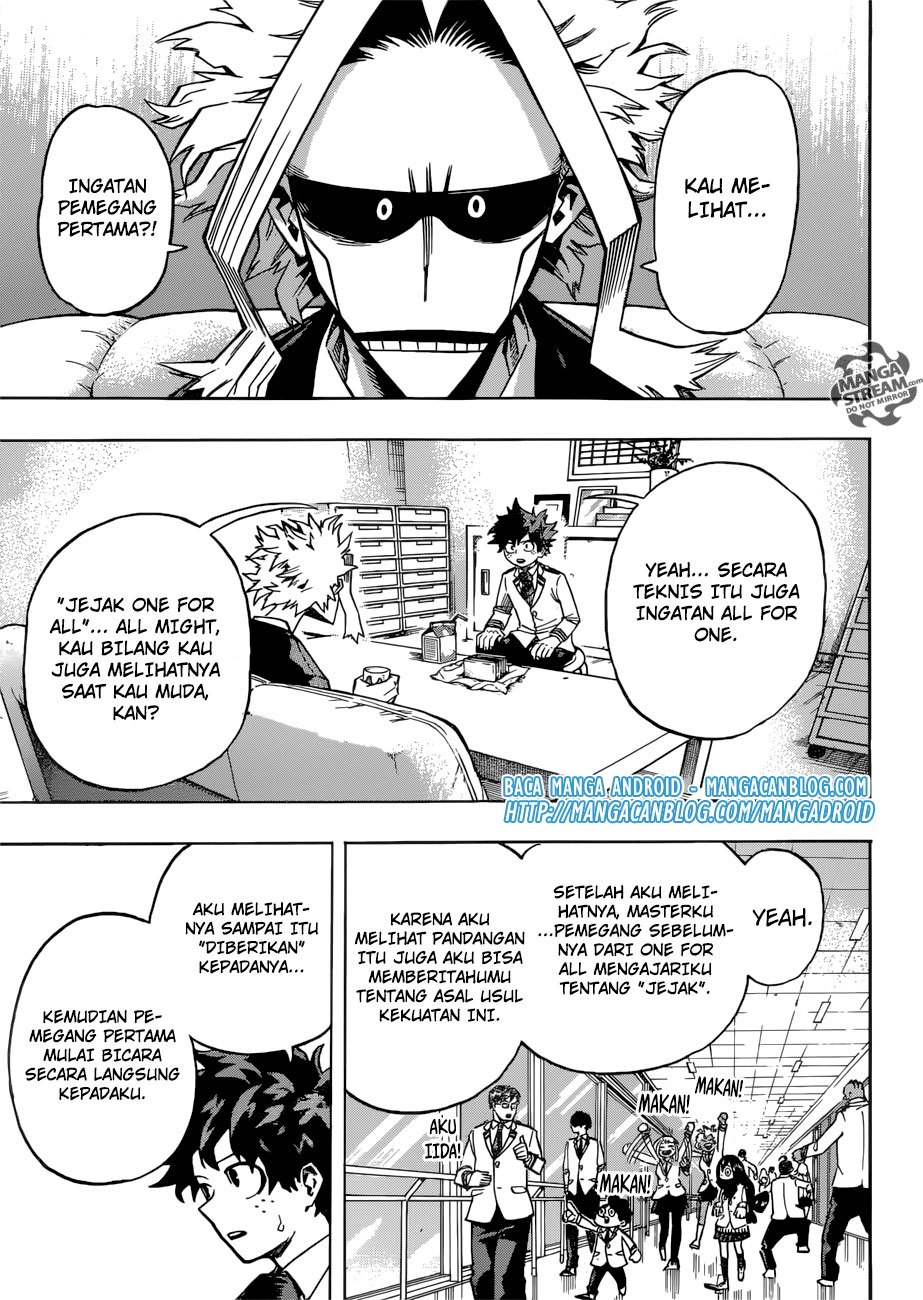 KAU ME-
LIHAT...
INGATAN
PEMEGANG
PERTAMA?!
MANGA
STREAM.com
DO NOT MIRROR
YEAH... SECARA
TEKNIS ITU JUGA
INGATAN ALL FOR
ONE.
"JEJAK ONE FOR
ALL"... ALL MIGHT,
KAU BILANG KAU
JUGA MELIHATNYA
SAAT KAU MUDA,
KAN?
BACA MANGA ANDROID - MANGACANBLOG.COM
HTTP://MANGACANBLOG.COM/MANGADROID
YEAH.
SETELAH AKU MELI-
HATNYA, MASTERKU
...PEMEGANG SEBELUM-
NYA DARI ONE FOR
ALL MENGAJARIKU
TENTANG "JEJAK".
KARENA AKU
MELIHAT PANDANGAN
ITU JUGA AKU BISA
MEMBERITAHUMU
TENTANG ASAL USUL
KEKUATAN INI.
MAKAN!
MAKAN!
MAKAN!
AKU
IIDA!
AKU MELIHAT-
NYA SAMPAI ITU
"DIBERIKAN"
KEPADANYA...
KEMUDIAN PE-
MEGANG PERTAMA
MULAI BICARA
SECARA LANGSUNG
KEPADAKU.